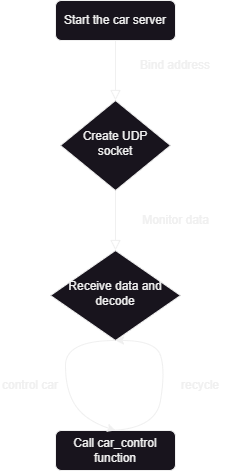 Start the car server
Bind address
Create UDP
socket
Monitor data
Receive data and
decode
control car
recycle
Call car_control
function